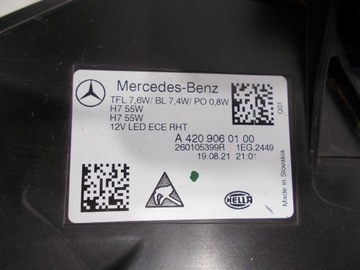 Mercedes-Benz
TFL 7,6W/ BL 7,4W/ PO 0,8W
H7 55W
H7 55W
12V LED ECE RHT
A 420 906 01 00
260105399R 1EG.2449
19.08.21 21:01
HELLA
0201
Made in Slovakia